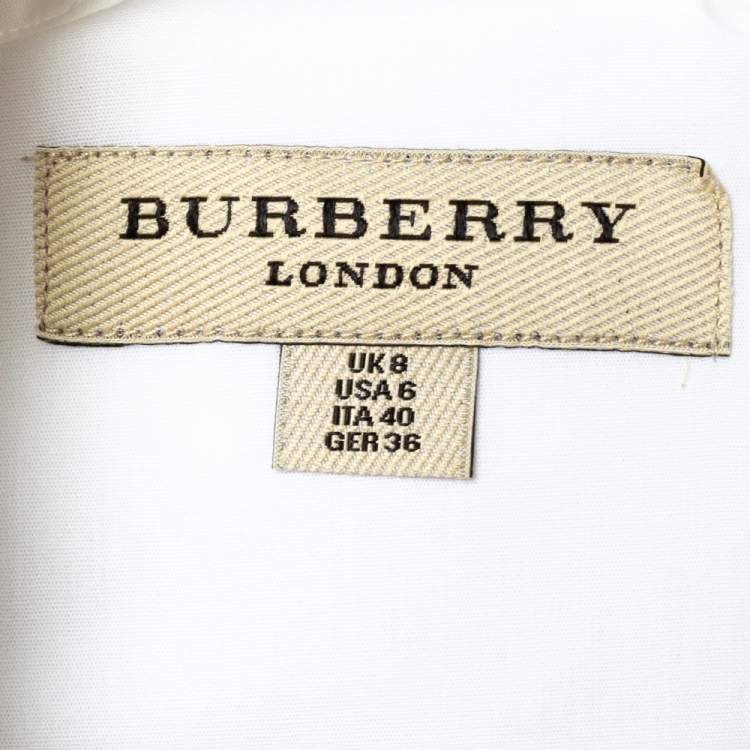 BURBERRY
LONDON
UK 8
USA 6
ITA 40
GER 36